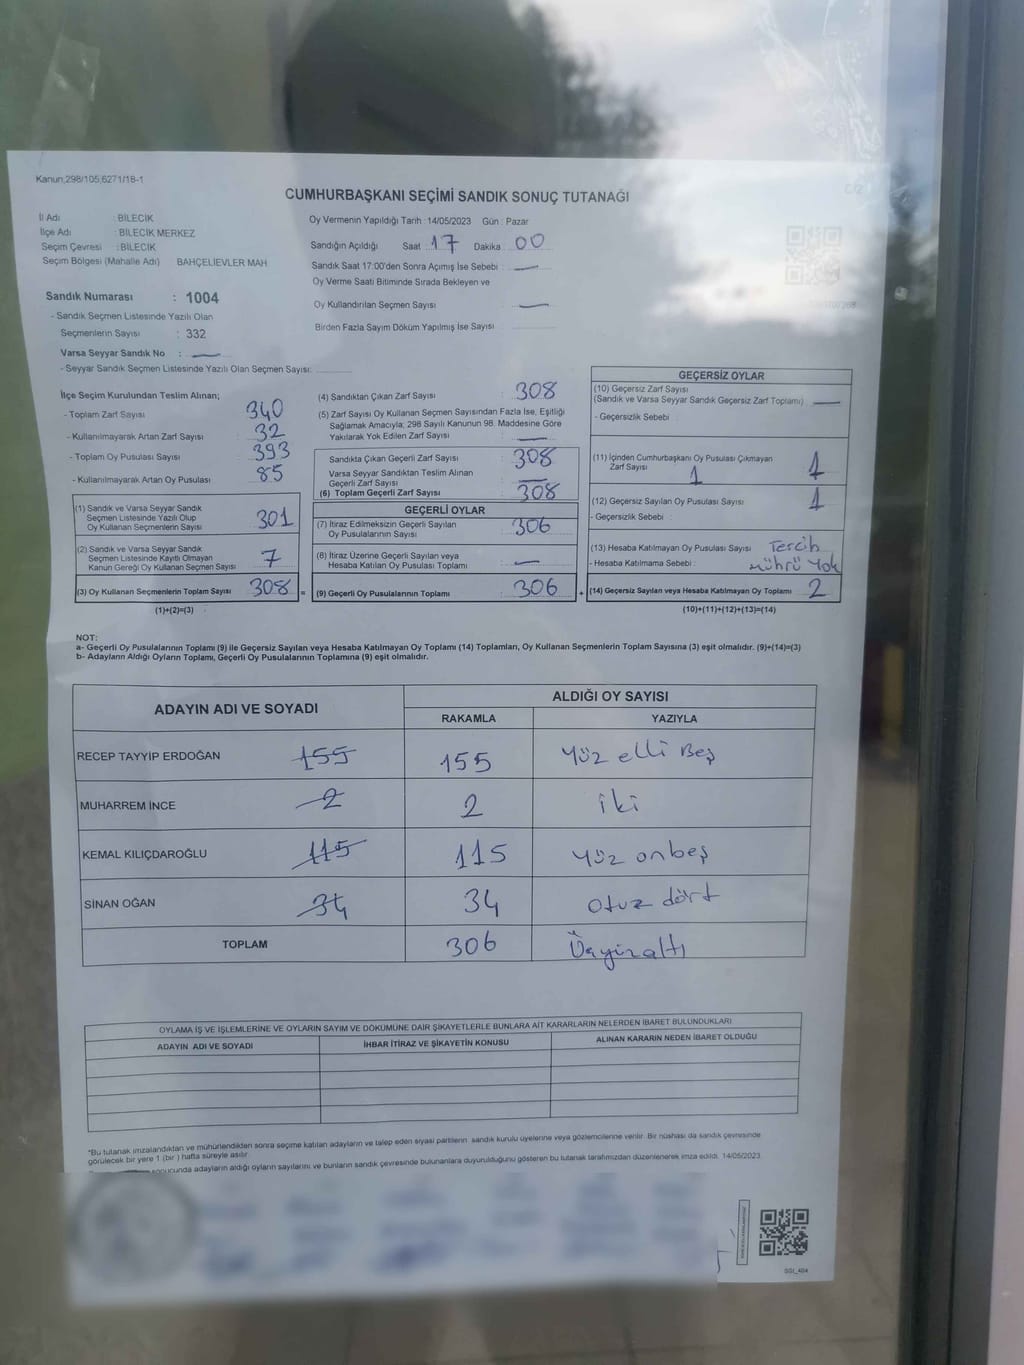 Kanun,298/105,6271/18-1
CUMHURBAŞKANI SEÇİMİ SANDIK SONUÇ TUTANAĞI
İl Adı : BİLECİK
İlçe Adı : BİLECİK MERKEZ
Seçim Çevresi : BİLECİK
Seçim Bölgesi (Mahalle Adı) BAHÇELİEVLER MAH
Sandık Numarası : 1004
- Sandık Seçmen Listesinde Yazılı Olan
Seçmenlerin Sayısı : 332
Varsa Seyyar Sandık No : —
- Seyyar Sandık Seçmen Listesinde Yazılı Olan Seçmen Sayısı:
Oy Vermenin Yapıldığı Tarih : 14/05/2023 Gün : Pazar
Sandığın Açıldığı Saat 17 Dakika 00
Sandık Saat 17:00'den Sonra Açımış İse Sebebi : —
Oy Verme Saati Bitiminde Sırada Bekleyen ve
Oy Kullandırılan Seçmen Sayısı —
Birden Fazla Sayım Döküm Yapılmış İse Sayısı
İlçe Seçim Kurulundan Teslim Alınan;
- Toplam Zarf Sayısı 340
- Kullanılmayarak Artan Zarf Sayısı : 32
- Toplam Oy Pusulası Sayısı : 393
- Kullanılmayarak Artan Oy Pusulası 85
(1) Sandık ve Varsa Seyyar Sandık
Seçmen Listesinde Yazılı Olup
Oy Kullanan Seçmenlerin Sayısı 301
(2) Sandık ve Varsa Seyyar Sandık
Seçmen Listesinde Kayıtlı Olmayan
Kanun Gereği Oy Kullanan Seçmen Sayısı 7
(3) Oy Kullanan Seçmenlerin Toplam Sayısı 308 =
(1)+(2)=(3)
(4) Sandıktan Çıkan Zarf Sayısı : 308
(5) Zarf Sayısı Oy Kullanan Seçmen Sayısından Fazla İse, Eşitliği
Sağlamak Amacıyla; 298 Sayılı Kanunun 98. Maddesine Göre
Yakılarak Yok Edilen Zarf Sayısı : —
Sandıkta Çıkan Geçerli Zarf Sayısı : 308
Varsa Seyyar Sandıktan Teslim Alınan
Geçerli Zarf Sayısı —
(6) Toplam Geçerli Zarf Sayısı : 308
GEÇERLİ OYLAR
(7) İtiraz Edilmeksizin Geçerli Sayılan
Oy Pusulalarının Sayısı : 306
(8) İtiraz Üzerine Geçerli Sayılan veya
Hesaba Katılan Oy Pusulası Toplamı : —
(9) Geçerli Oy Pusulalarının Toplamı : 306 +
GEÇERSİZ OYLAR
(10) Geçersiz Zarf Sayısı
(Sandık ve Varsa Seyyar Sandık Geçersiz Zarf Toplamı) —
- Geçersizlik Sebebi :
(11) İçinden Cumhurbaşkanı Oy Pusulası Çıkmayan
Zarf Sayısı 1 1
(12) Geçersiz Sayılan Oy Pusulası Sayısı : 1
- Geçersizlik Sebebi :
(13) Hesaba Katılmayan Oy Pusulası Sayısı : Tercih
- Hesaba Katılmama Sebebi : Mührü Yok
(14) Geçersiz Sayılan veya Hesaba Katılmayan Oy Toplamı 2
(10)+(11)+(12)+(13)=(14)
NOT:
a- Geçerli Oy Pusulalarının Toplamı (9) ile Geçersiz Sayılan veya Hesaba Katılmayan Oy Toplamı (14) Toplamları, Oy Kullanan Seçmenlerin Toplam Sayısına (3) eşit olmalıdır. (9)+(14)=(3)
b- Adayların Aldığı Oyların Toplamı, Geçerli Oy Pusulalarının Toplamına (9) eşit olmalıdır.
ADAYIN ADI VE SOYADI ALDIĞI OY SAYISI
RAKAMLA YAZIYLA
RECEP TAYYİP ERDOĞAN 155 155 Yüz elli Beş
MUHARREM İNCE 2 2 iki
KEMAL KILIÇDAROĞLU 115 115 Yüz onbeş
SİNAN OĞAN 34 34 Otuz dört
TOPLAM 306 Üçyüzaltı
OYLAMA İŞ VE İŞLEMLERİNE VE OYLARIN SAYIM VE DÖKÜMÜNE DAİR ŞİKAYETLERLE BUNLARA AİT KARARLARIN NELERDEN İBARET BULUNDUKLARI
ADAYIN ADI VE SOYADI İHBAR İTİRAZ VE ŞİKAYETİN KONUSU ALINAN KARARIN NEDEN İBARET OLDUĞU
*Bu tutanak imzalandıktan ve mühürlendikten sonra seçime katılan adayların ve talep eden siyasi partilerin sandık kurulu üyelerine veya gözlemcilerine verilir. Bir nüshası da sandık çevresinde
görülecek bir yere 1 (bir) hafta süreyle asılır.
sonucunda adayların aldığı oyların sayılarını ve bunların sandık çevresinde bulunanlara duyurulduğunu gösteren bu tutanak tarafımızdan düzenlenerek imza edildi. 14/05/2023
SGI_404